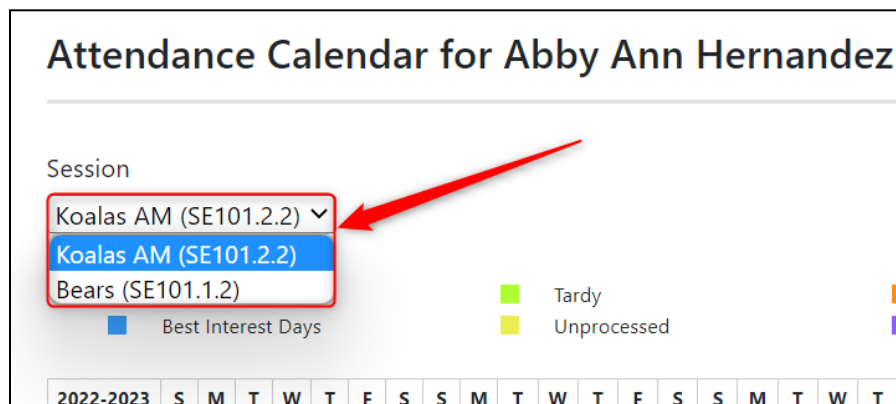 Attendance Calendar for Abby Ann Hernandez
Session
Koalas AM (SE101.2.2)
Koalas AM (SE101.2.2)
Bears (SE101.1.2)
Tardy
Best Interest Days
Unprocessed
2022-2023 S M T W T F S S M T W T F S S M T W T